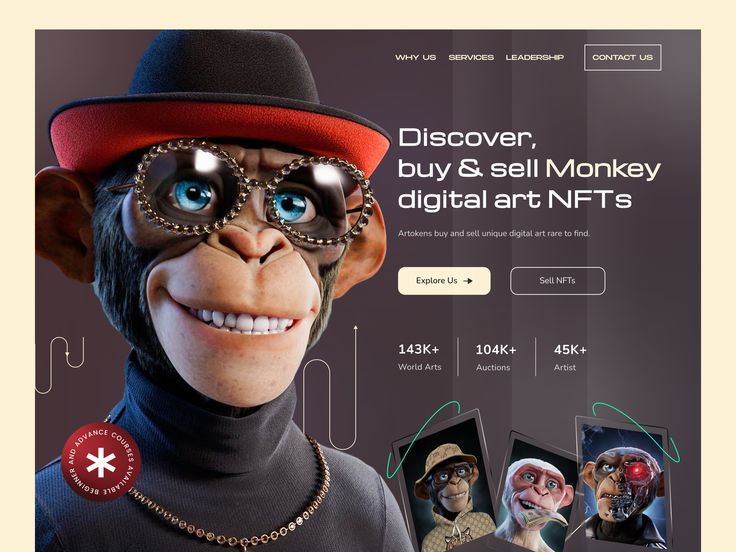 WHY US SERVICES LEADERSHIP CONTACT US
Discover,
buy & sell Monkey
digital art NFTs
Artokens buy and sell unique digital art rare to find.
Explore Us Sell NFTs
143K+ 104K+ 45K+
World Arts Auctions Artist
BEGINNER AND ADVANCE COURSES AVAILABLE